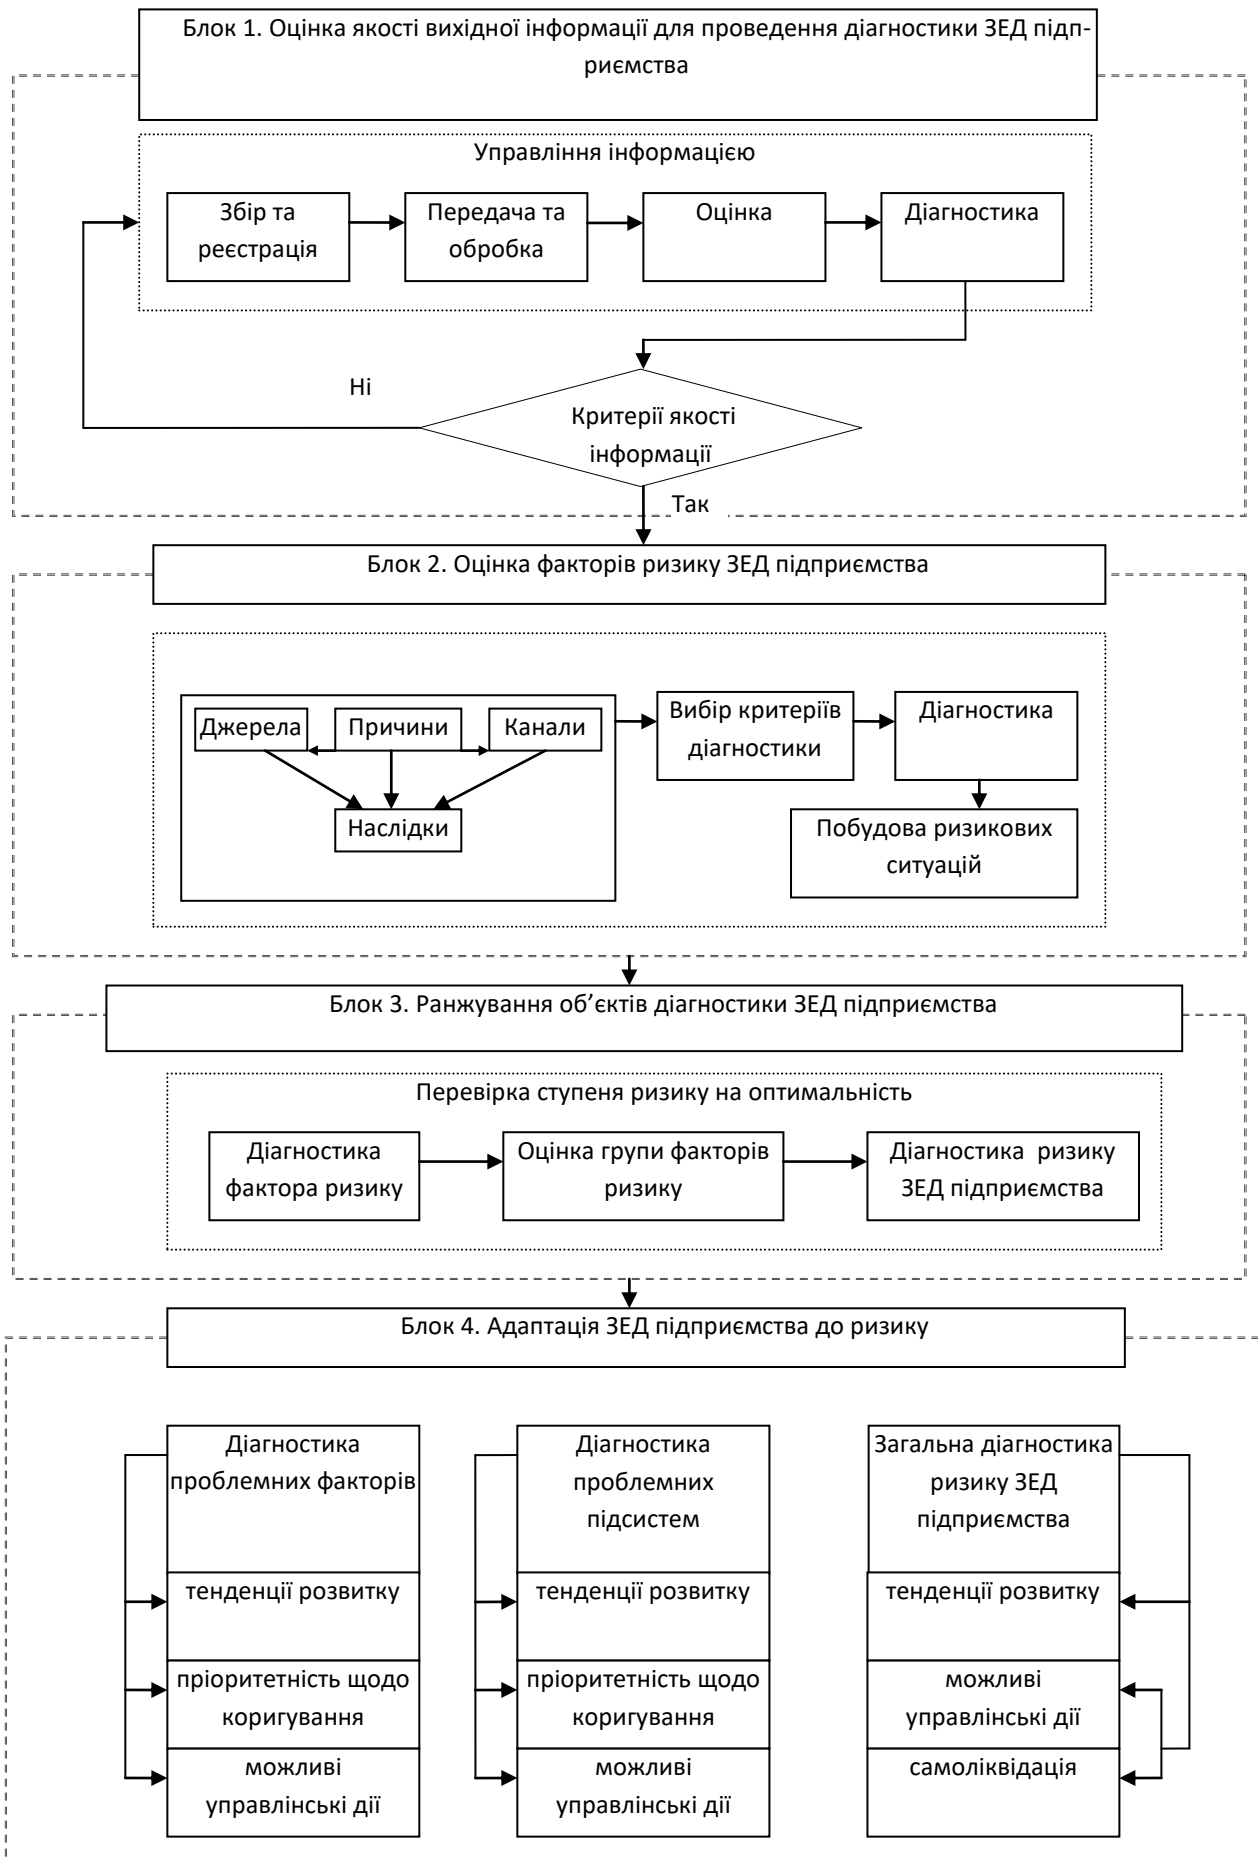 Блок 1. Оцінка якості вихідної інформації для проведення діагностики ЗЕД підп-
риємства
Управління інформацією
Збір та
реєстрація
Передача та
обробка
Оцінка
Діагностика
Ні
Критерії якості
інформації
Так
Блок 2. Оцінка факторів ризику ЗЕД підприємства
Джерела
Причини
Канали
Наслідки
Вибір критеріїв
діагностики
Діагностика
Побудова ризикових
ситуацій
Блок 3. Ранжування об’єктів діагностики ЗЕД підприємства
Перевірка ступеня ризику на оптимальність
Діагностика
фактора ризику
Оцінка групи факторів
ризику
Діагностика ризику
ЗЕД підприємства
Блок 4. Адаптація ЗЕД підприємства до ризику
Діагностика
проблемних факторів
тенденції розвитку
пріоритетність щодо
коригування
можливі
управлінські дії
Діагностика
проблемних
підсистем
тенденції розвитку
пріоритетність щодо
коригування
можливі
управлінські дії
Загальна діагностика
ризику ЗЕД
підприємства
тенденції розвитку
можливі
управлінські дії
самоліквідація